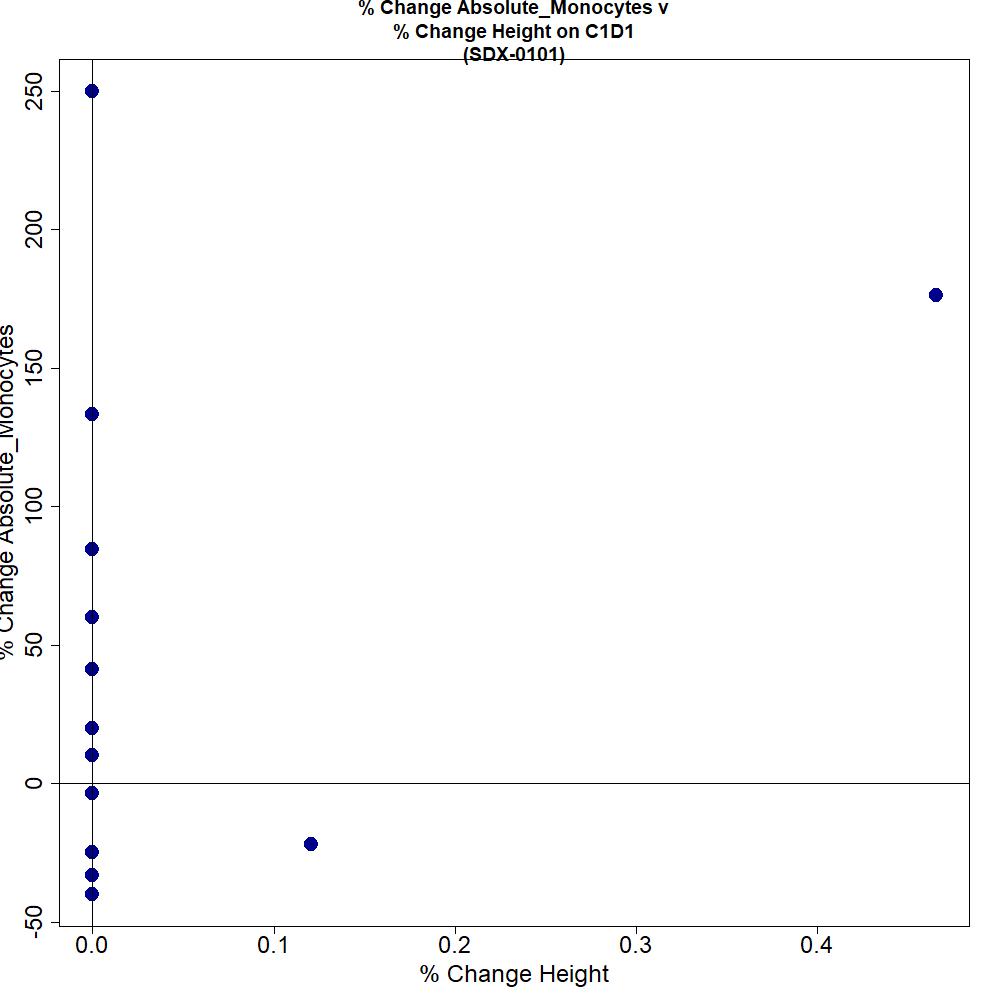 % Change Absolute_Monocytes v
% Change Height on C1D1
(SDX-0101)
250
200
150
100
50
0
-50
% Change Absolute_Monocytes
0.0 0.1 0.2 0.3 0.4
% Change Height